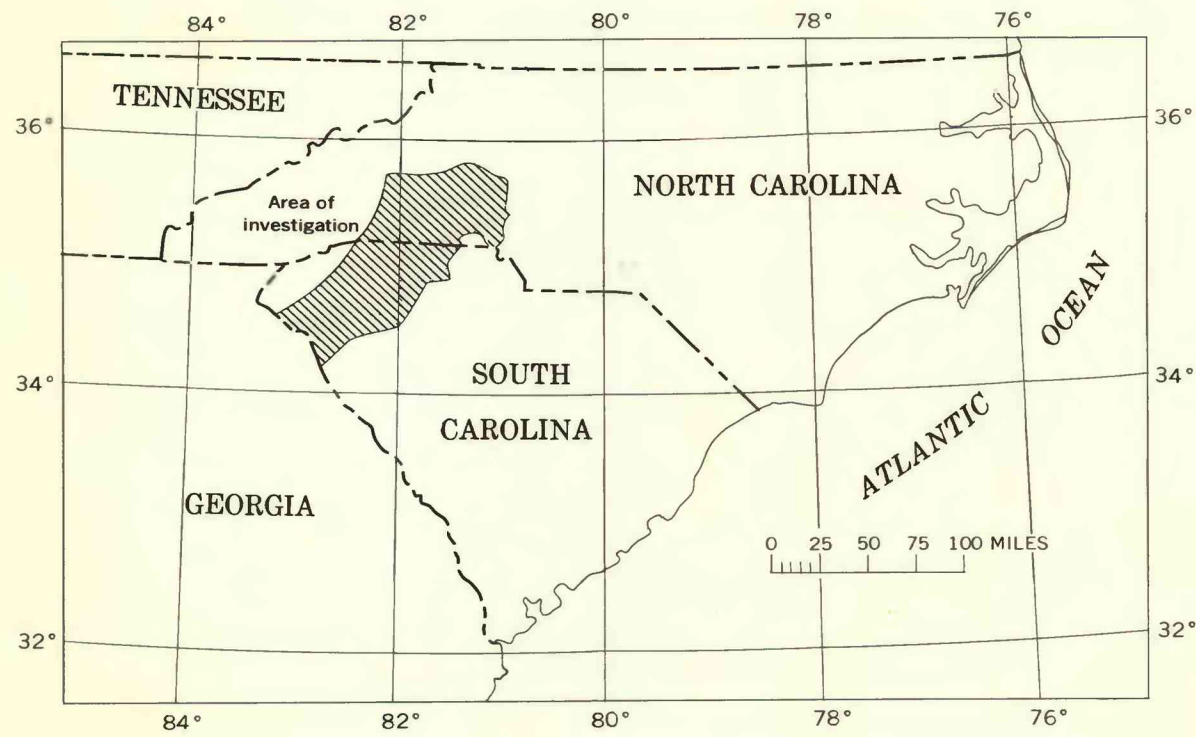 84° 82° 80° 78° 76°
TENNESSEE
36° 36°
NORTH CAROLINA
Area of
investigation
OCEAN
34° 34°
SOUTH
CAROLINA
ATLANTIC
GEORGIA
0 25 50 75 100 MILES
32° 32°
84° 82° 80° 78° 76°